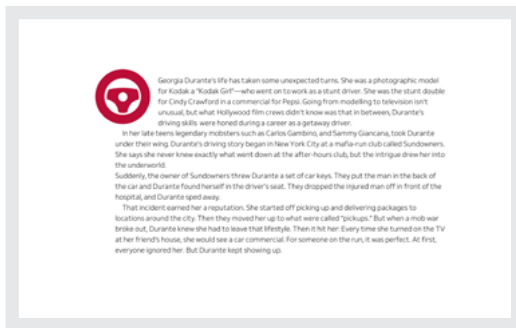 Georgia Durante's life has taken some unexpected turns. She was a photographic model
for Kodak a "Kodak Girl"—who went on to work as a stunt driver. She was the stunt double
for Cindy Crawford in a commercial for Pepsi. Going from modelling to television isn't
unusual, but what Hollywood film crews didn't know was that in between, Durante's
driving skills. were honed during a career as a getaway driver.
In her late teens legendary mobsters such as Carlos Gambino, and Sammy Giancana, took Durante
under their wing. Durante's driving story began in New York City at a mafia-run club called Sundowners.
She says she never knew exactly what went down at the after-hours club, but the intrigue drew her into
the underworld.
Suddenly, the owner of Sundowners threw Durante a set of car keys. They put the man in the back of
the car and Durante found herself in the driver's seat. They dropped the injured man off in front of the
hospital, and Durante sped away.
That incident earned her a reputation. She started off picking up and delivering packages to
locations around the city. Then they moved her up to what were called "pickups." But when a mob war
broke out, Durante knew she had to leave that lifestyle. Then it hit her: Every time she turned on the TV
at her friend's house, she would see a car commercial. For someone on the run, it was perfect. At first,
everyone ignored her. But Durante kept showing up.